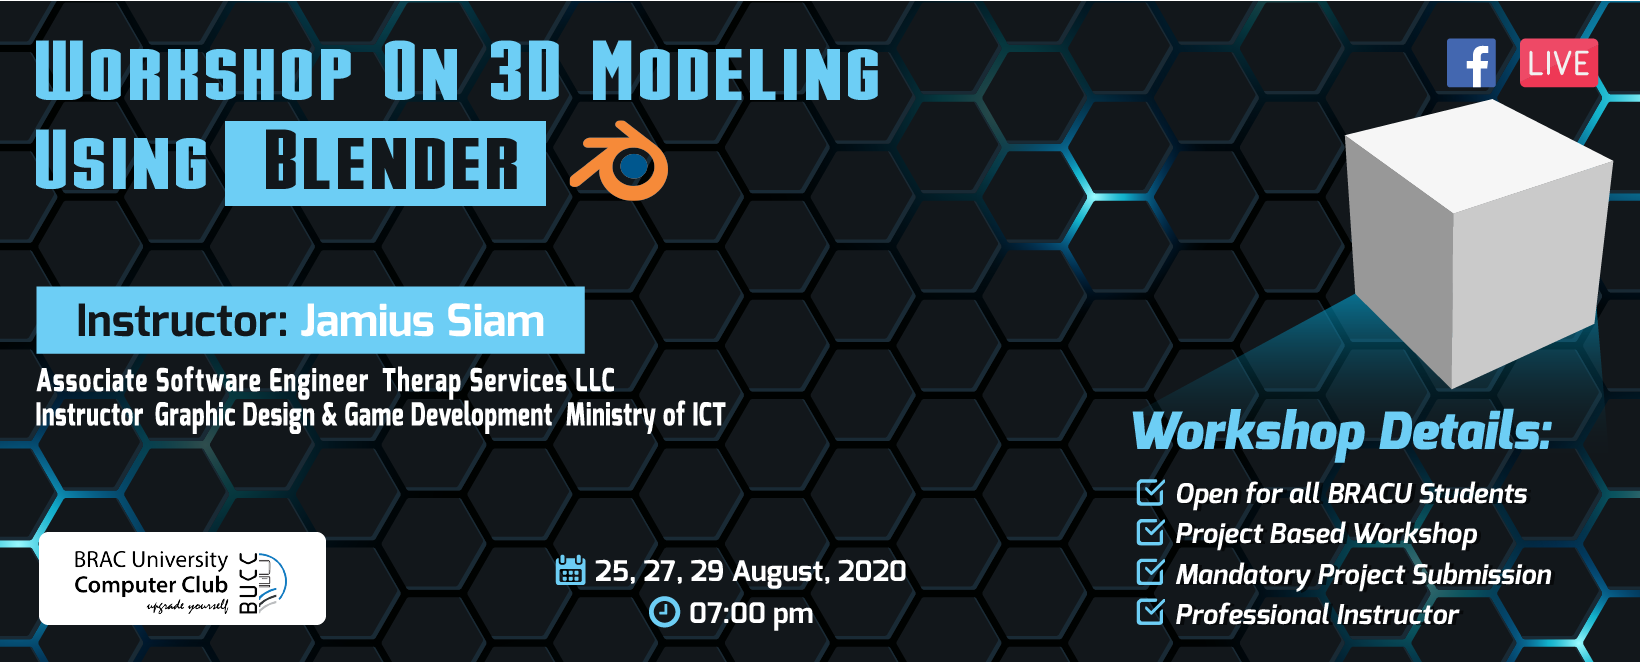 Workshop On 3D Modeling
Using Blender
f LIVE
Instructor: Jamius Siam
Associate Software Engineer Therap Services LLC
Instructor Graphic Design & Game Development Ministry of ICT
Workshop Details:
Open for all BRACU Students
Project Based Workshop
Mandatory Project Submission
Professional Instructor
BRAC University
Computer Club
upgrade yourself
BUCC
25, 27, 29 August, 2020
07:00 pm